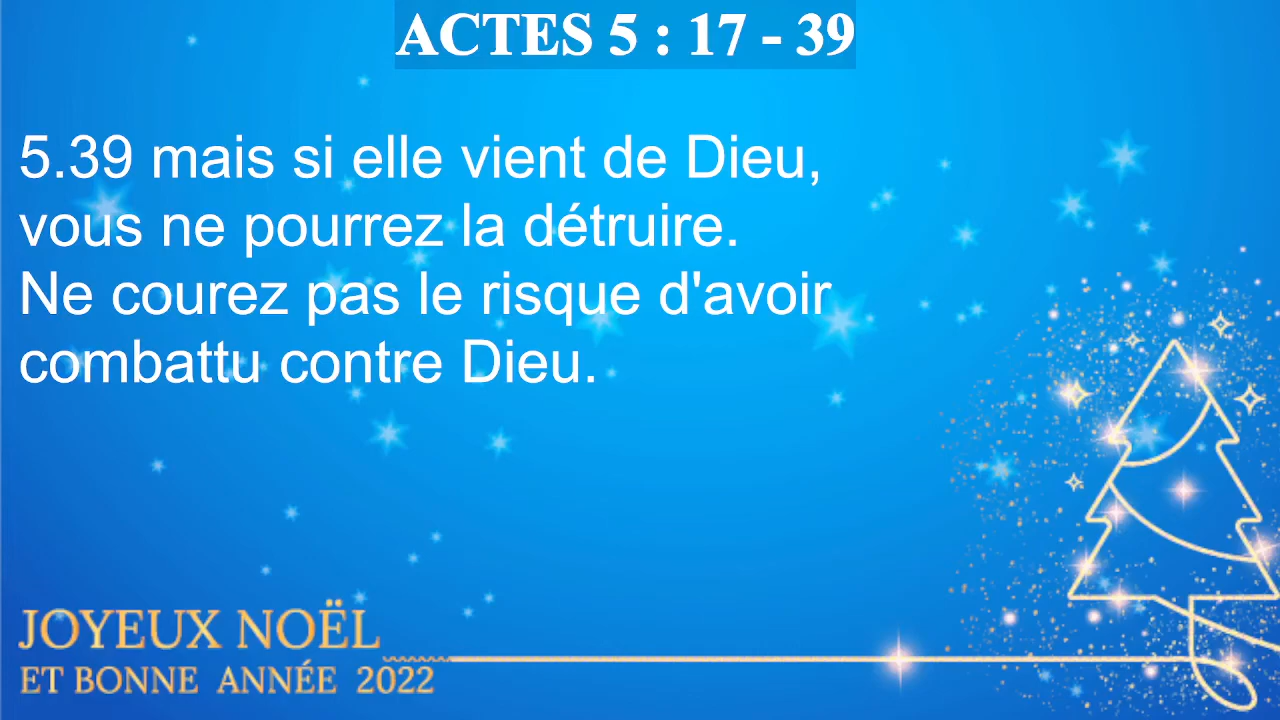 ACTES 5 : 17 - 39
5.39 mais si elle vient de Dieu,
vous ne pourrez la détruire.
Ne courez pas le risque d'avoir
combattu contre Dieu.
JOYEUX NOËL
ET BONNE ANNÉE 2022